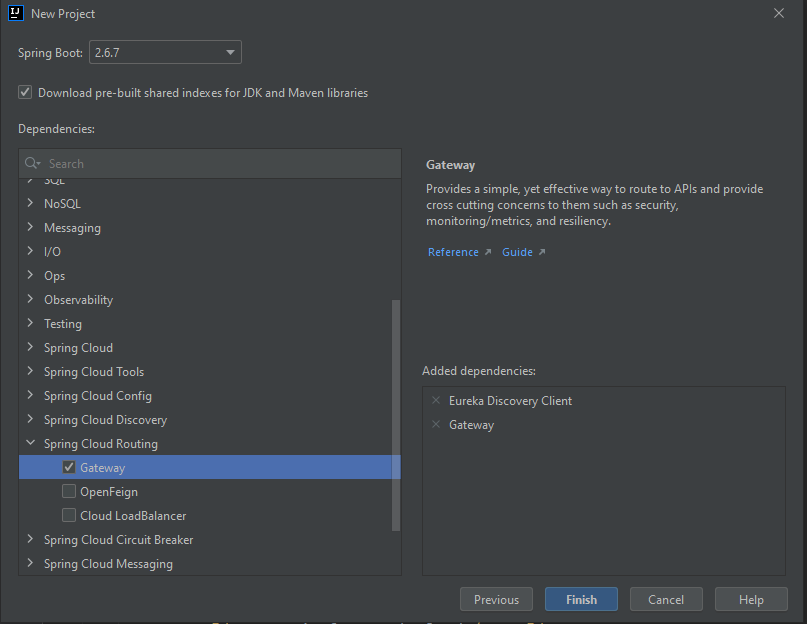 New Project
Spring Boot: 2.6.7
Download pre-built shared indexes for JDK and Maven libraries
Dependencies:
Search
SQL
NoSQL
Messaging
I/O
Ops
Observability
Testing
Spring Cloud
Spring Cloud Tools
Spring Cloud Config
Spring Cloud Discovery
Spring Cloud Routing
Gateway
OpenFeign
Cloud LoadBalancer
Spring Cloud Circuit Breaker
Spring Cloud Messaging
Gateway
Provides a simple, yet effective way to route to APIs and provide
cross cutting concerns to them such as security,
monitoring/metrics, and resiliency.
Reference Guide
Added dependencies:
Eureka Discovery Client
Gateway
Previous Finish Cancel Help